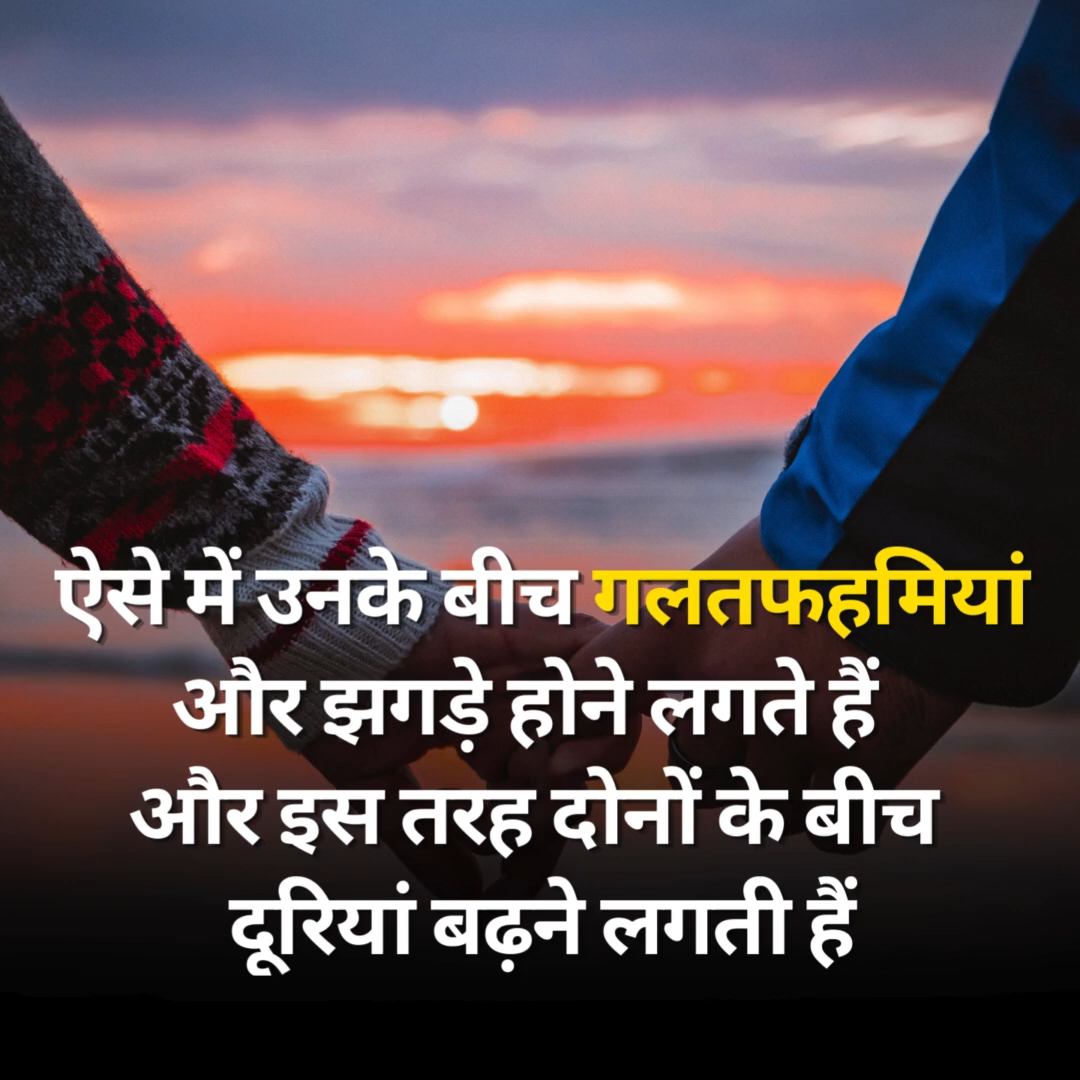 ऐसे में उनके बीच गलतफहमियां
और झगड़े होने लगते हैं
और इस तरह दोनों के बीच
दूरियां बढ़ने लगती हैं